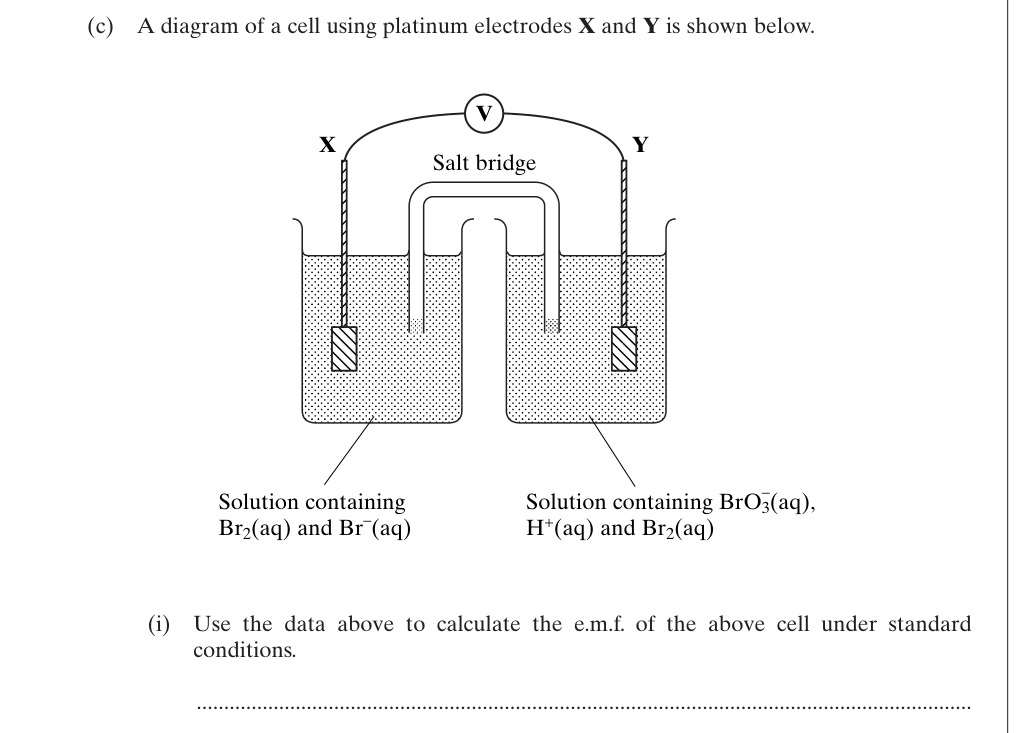 (c) A diagram of a cell using platinum electrodes X and Y is shown below.
V
X
Y
Salt bridge
Solution containing
Br₂(aq) and Br⁻(aq)
Solution containing BrO₃⁻(aq),
H⁺(aq) and Br₂(aq)
(i) Use the data above to calculate the e.m.f. of the above cell under standard
conditions.